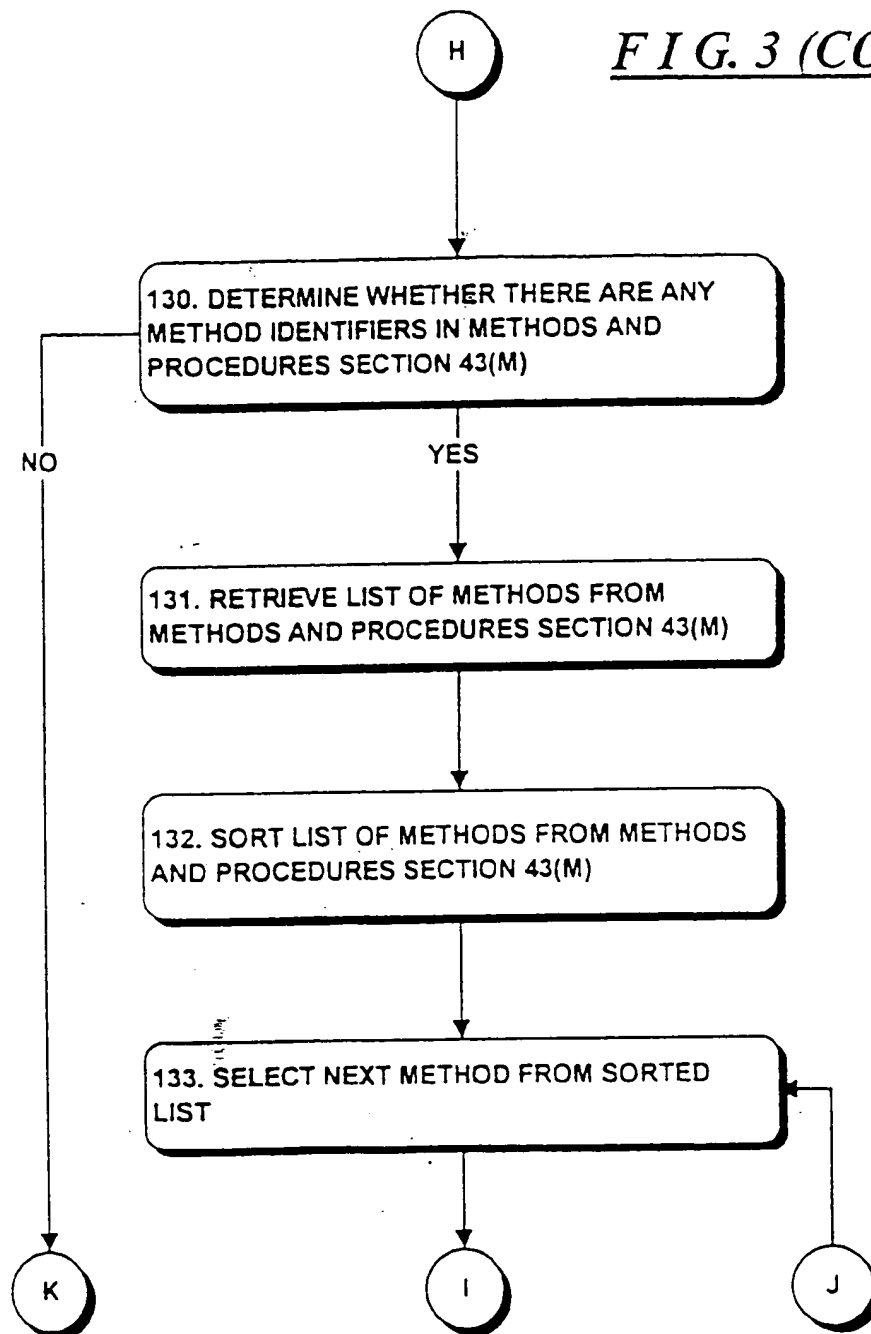 H
F I G. 3 (CO
130. DETERMINE WHETHER THERE ARE ANY
METHOD IDENTIFIERS IN METHODS AND
PROCEDURES SECTION 43(M)
NO
YES
131. RETRIEVE LIST OF METHODS FROM
METHODS AND PROCEDURES SECTION 43(M)
132. SORT LIST OF METHODS FROM METHODS
AND PROCEDURES SECTION 43(M)
133. SELECT NEXT METHOD FROM SORTED
LIST
K
I
J